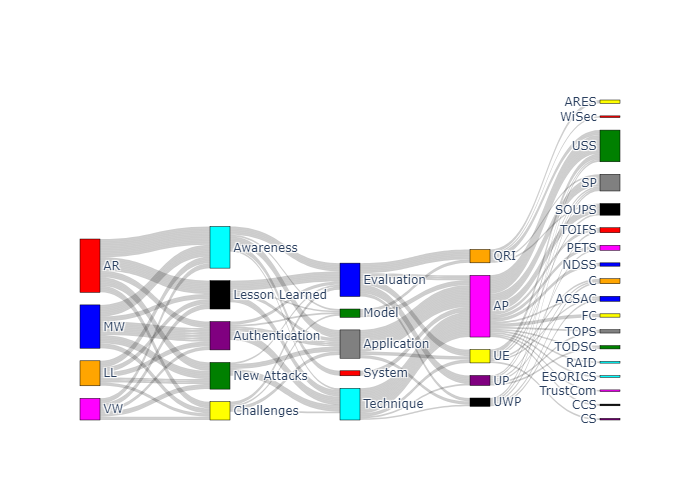 AR
MW
LL
VW
Awareness
Lesson Learned
Authentication
New Attacks
Challenges
Evaluation
Model
Application
System
Technique
QRI
AP
UE
UP
UWP
ARES
WiSec
USS
SP
SOUPS
TOIFS
PETS
NDSS
C
ACSAC
FC
TOPS
TODSC
RAID
ESORICS
TrustCom
CCS
CS